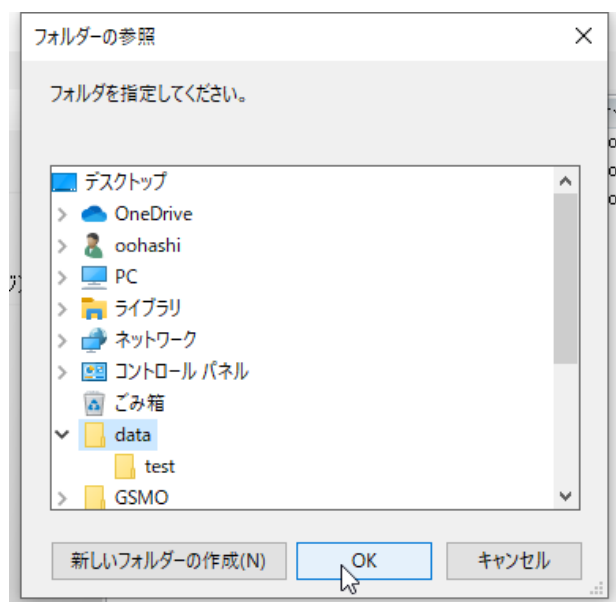 フォルダーの参照
フォルダを指定してください。
デスクトップ
OneDrive
oohashi
PC
ライブラリ
ネットワーク
コントロール パネル
ごみ箱
data
test
GSMO
新しいフォルダーの作成(N)
OK
キャンセル